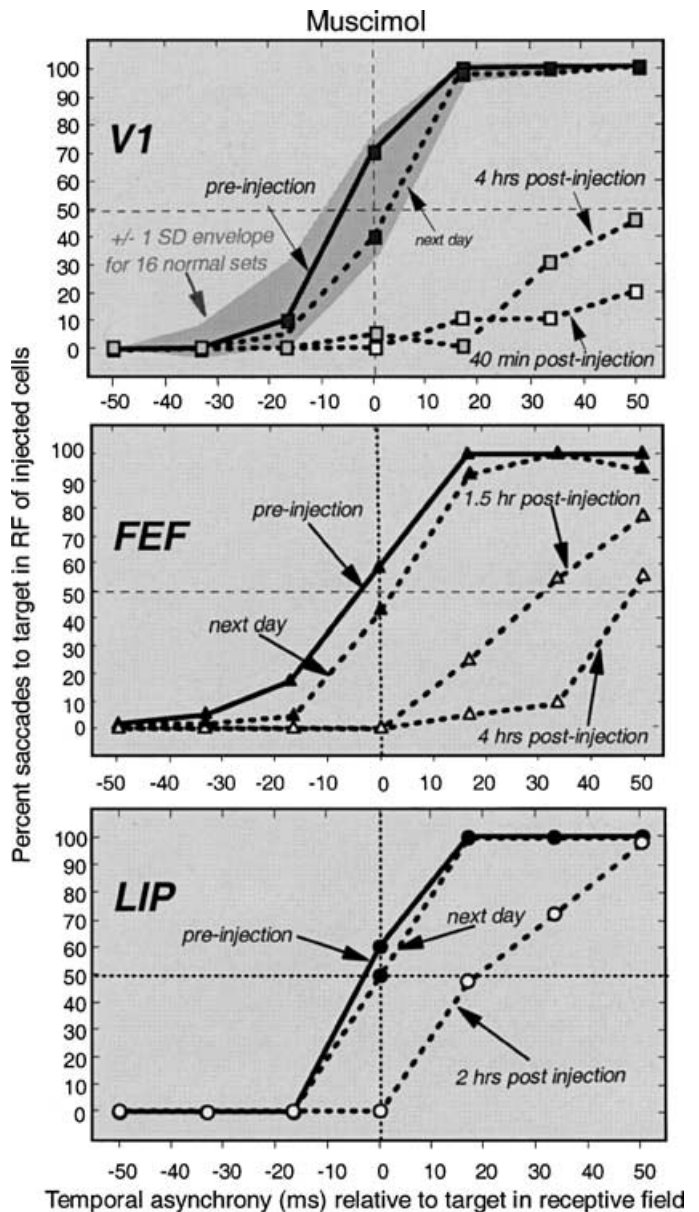 Muscimol
Percent saccades to target in RF of injected cells
100
90
80
70
60
50
40
30
20
10
0
V1
pre-injection
4 hrs post-injection
+/- 1 SD envelope
for 16 normal sets
next day
40 min post-injection
-50 -40 -30 -20 -10 0 10 20 30 40 50
100
90
80
70
60
50
40
30
20
10
0
FEF
pre-injection
1.5 hr post-injection
next day
4 hrs post-injection
-50 -40 -30 -20 -10 0 10 20 30 40 50
100
90
80
70
60
50
40
30
20
10
0
LIP
pre-injection
next day
2 hrs post injection
-50 -40 -30 -20 -10 0 10 20 30 40 50
Temporal asynchrony (ms) relative to target in receptive field